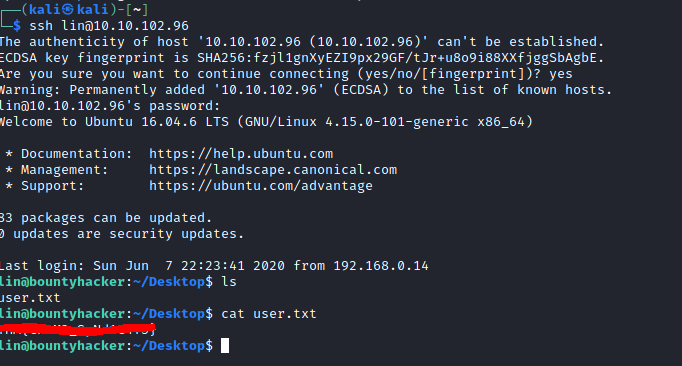 (kali㉿kali)-[~]
$ ssh lin@10.10.102.96
The authenticity of host '10.10.102.96 (10.10.102.96)' can't be established.
ECDSA key fingerprint is SHA256:fzjl1gnXyEZI9px29GF/tJr+u8o9i88XXfjggSbAgbE.
Are you sure you want to continue connecting (yes/no/[fingerprint])? yes
Warning: Permanently added '10.10.102.96' (ECDSA) to the list of known hosts.
lin@10.10.102.96's password:
Welcome to Ubuntu 16.04.6 LTS (GNU/Linux 4.15.0-101-generic x86_64)
* Documentation: https://help.ubuntu.com
* Management: https://landscape.canonical.com
* Support: https://ubuntu.com/advantage
83 packages can be updated.
0 updates are security updates.
Last login: Sun Jun 7 22:23:41 2020 from 192.168.0.14
lin@bountyhacker:~/Desktop$ ls
user.txt
lin@bountyhacker:~/Desktop$ cat user.txt
lin@bountyhacker:~/Desktop$